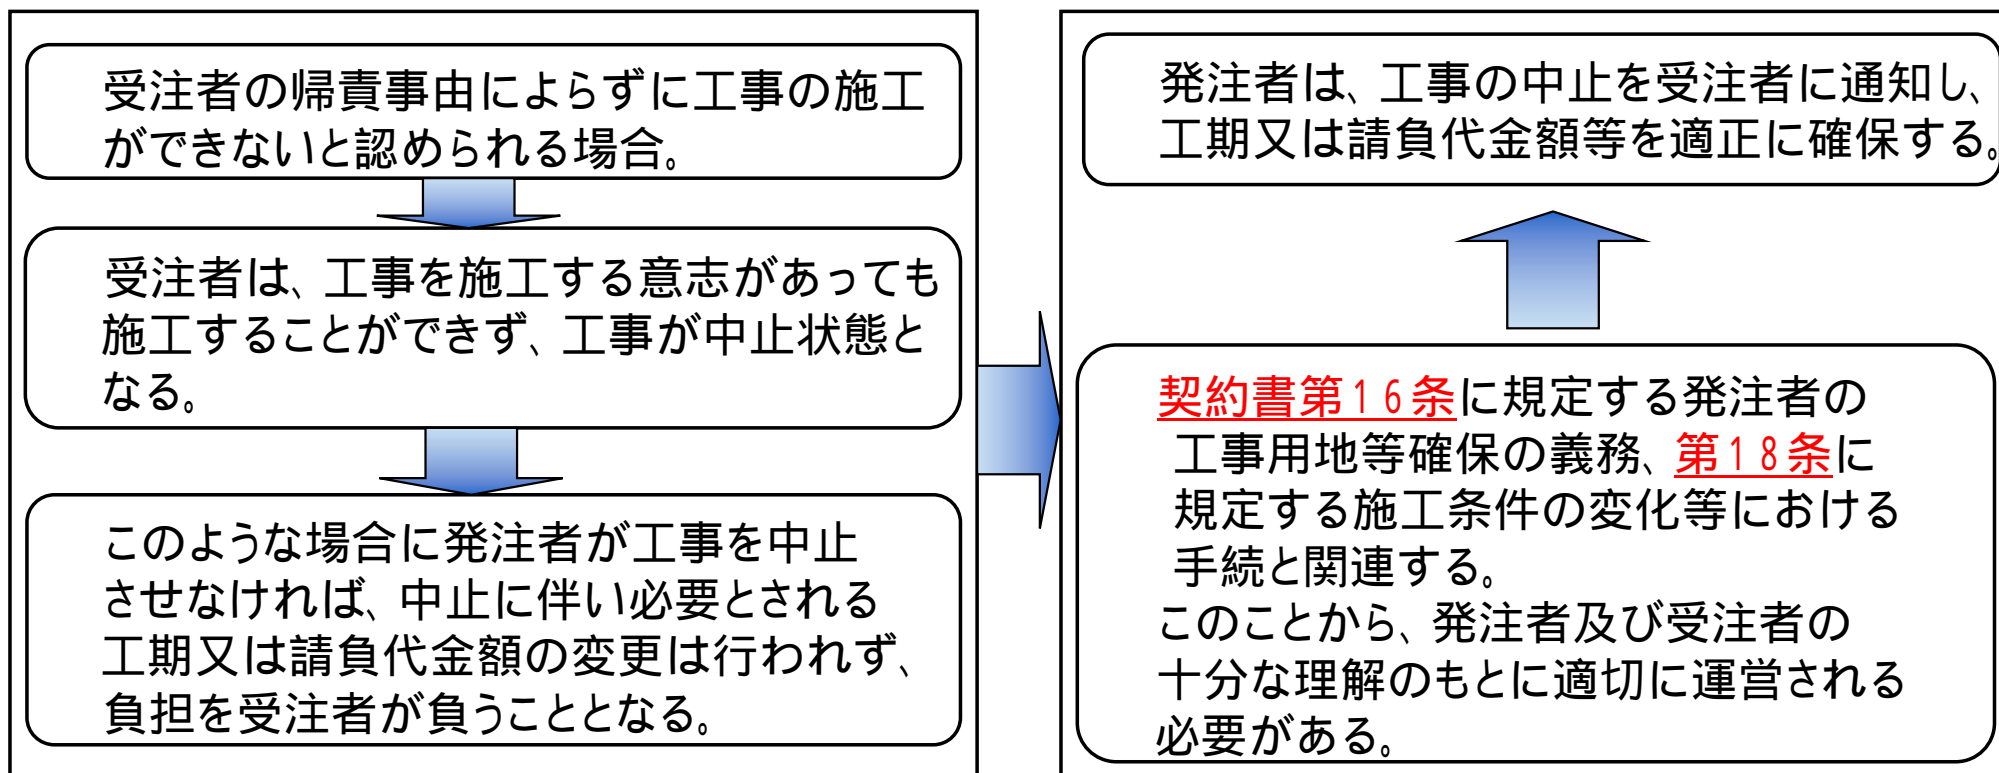 受注者の帰責事由によらずに工事の施工
ができないと認められる場合。
受注者は、工事を施工する意志があっても
施工することができず、工事が中止状態と
なる。
このような場合に発注者が工事を中止
させなければ、中止に伴い必要とされる
工期又は請負代金額の変更は行われず、
負担を受注者が負うこととなる。
発注者は、工事の中止を受注者に通知し、
工期又は請負代金額等を適正に確保する。
契約書第16条に規定する発注者の
工事用地等確保の義務、第18条に
規定する施工条件の変化等における
手続と関連する。
このことから、発注者及び受注者の
十分な理解のもとに適切に運営される
必要がある。